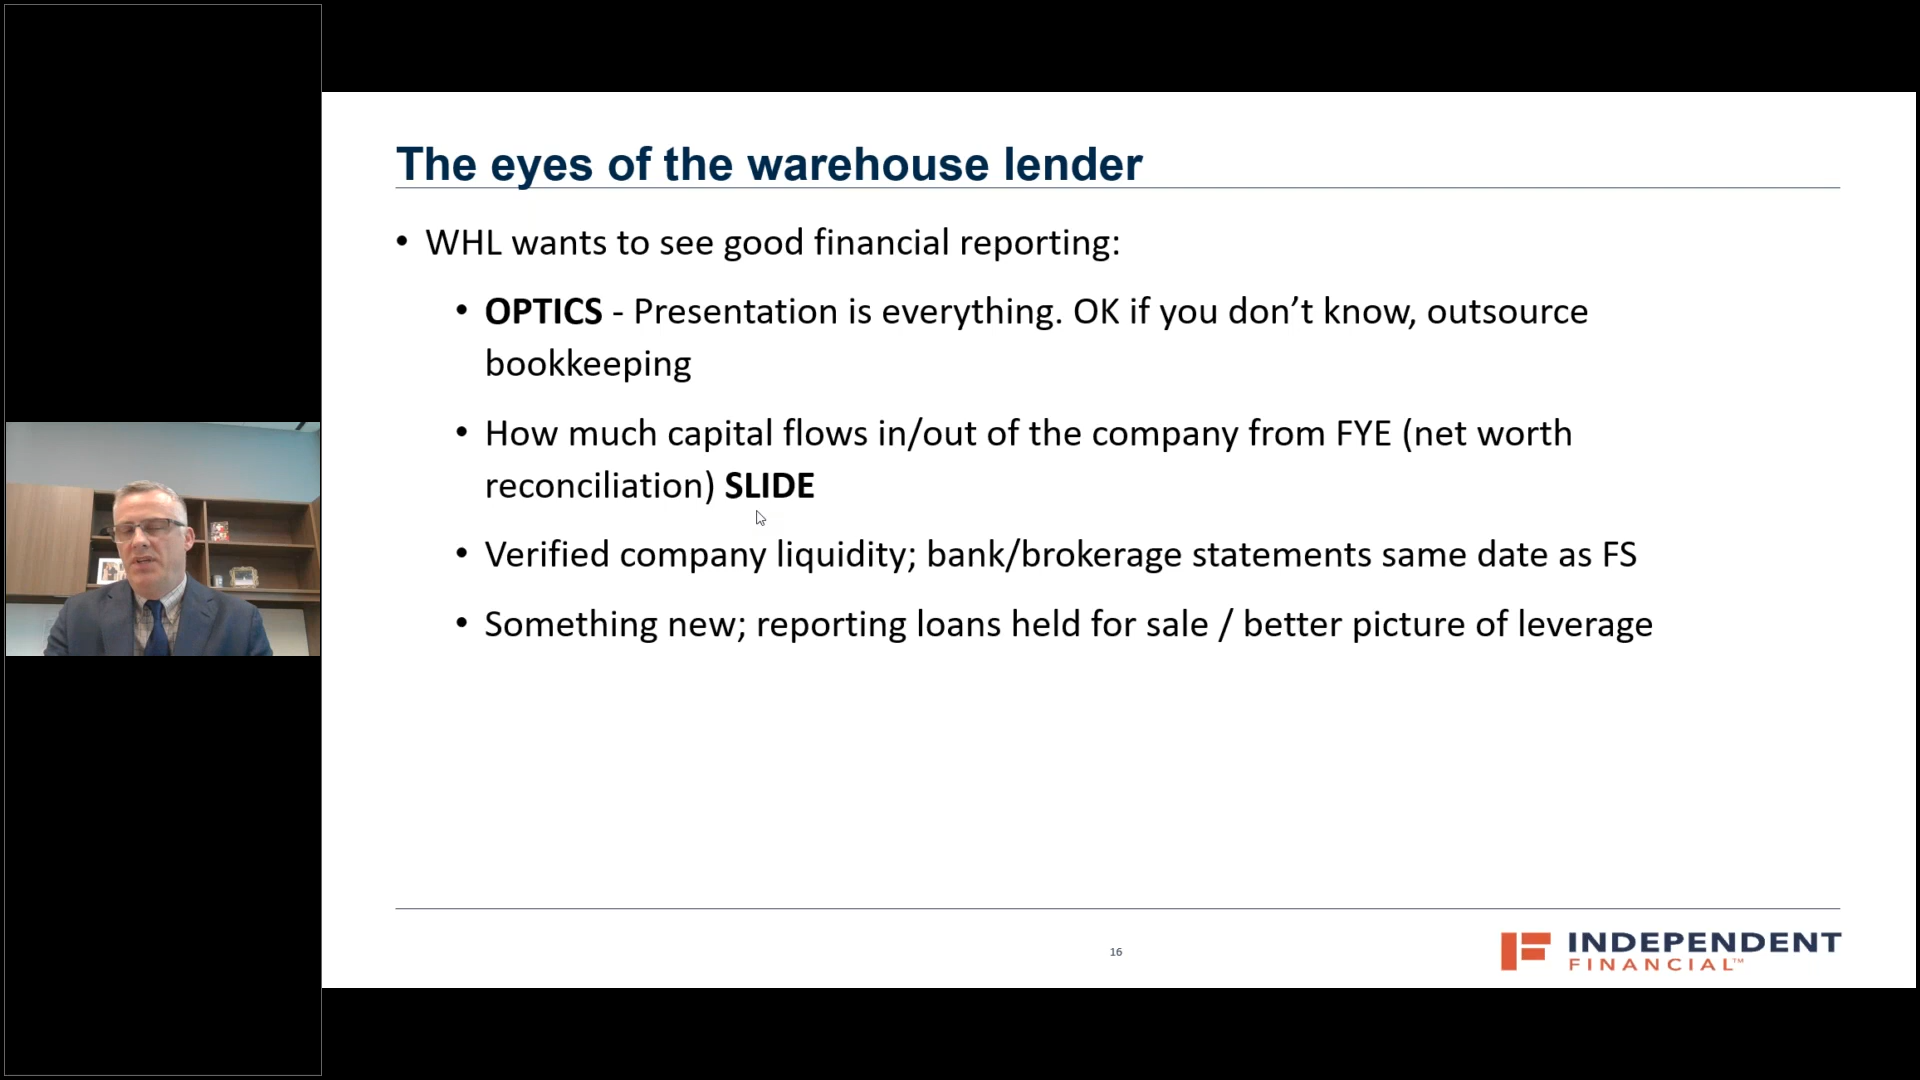 The eyes of the warehouse lender
• WHL wants to see good financial reporting:
• OPTICS - Presentation is everything. OK if you don’t know, outsource
bookkeeping
• How much capital flows in/out of the company from FYE (net worth
reconciliation) SLIDE
• Verified company liquidity; bank/brokerage statements same date as FS
• Something new; reporting loans held for sale / better picture of leverage
16
INDEPENDENT
FINANCIAL™